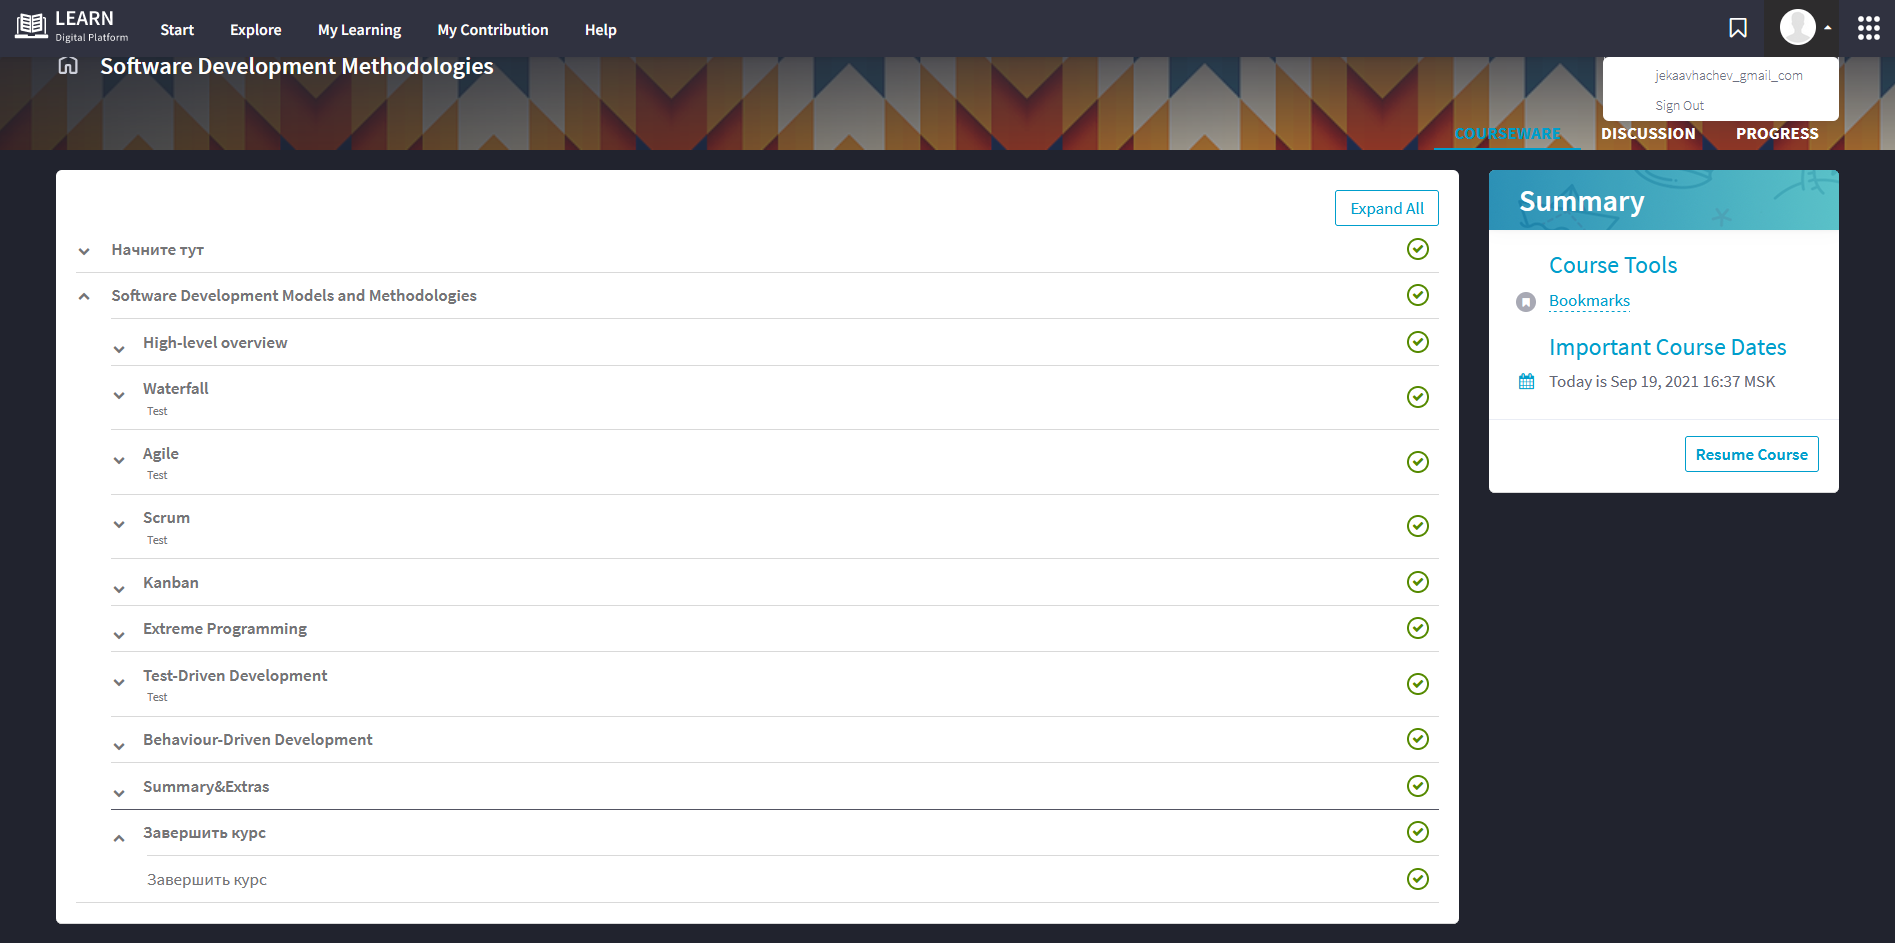 LEARN
Digital Platform
Start
Explore
My Learning
My Contribution
Help
Software Development Methodologies
jekaavhachev_gmail_com
Sign Out
COURSEWARE
DISCUSSION
PROGRESS
Expand All
Начните тут
Software Development Models and Methodologies
High-level overview
Waterfall
Test
Agile
Test
Scrum
Test
Kanban
Extreme Programming
Test-Driven Development
Test
Behaviour-Driven Development
Summary&Extras
Завершить курс
Завершить курс
Summary
Course Tools
Bookmarks
Important Course Dates
Today is Sep 19, 2021 16:37 MSK
Resume Course